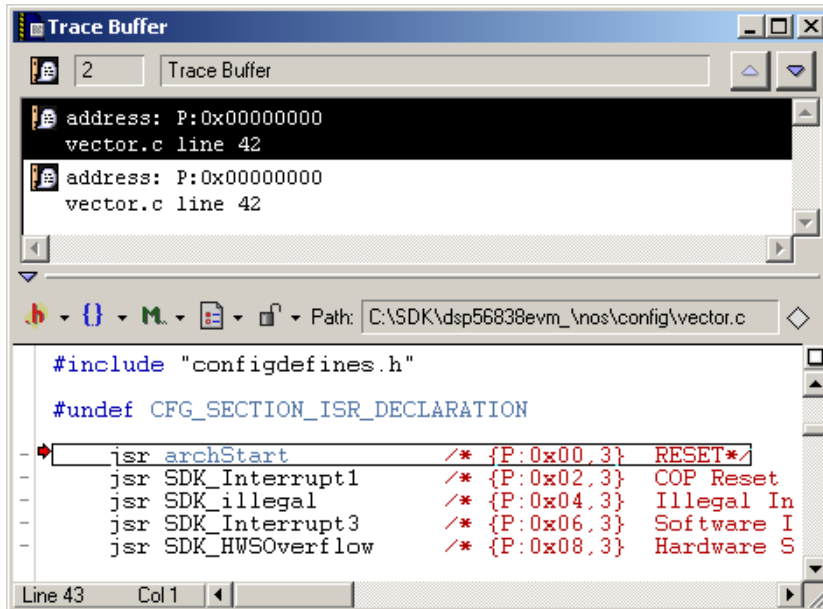 Trace Buffer
2 Trace Buffer
address: P:0x00000000
vector.c line 42
address: P:0x00000000
vector.c line 42
.h {} M.. Path: C:\SDK\dsp56838evm_\nos\config\vector.c
#include "configdefines.h"
#undef CFG_SECTION_ISR_DECLARATION
jsr archStart /* {P:0x00,3} RESET*/
jsr SDK_Interrupt1 /* {P:0x02,3} COP Reset
jsr SDK_illegal /* {P:0x04,3} Illegal In
jsr SDK_Interrupt3 /* {P:0x06,3} Software I
jsr SDK_HWSOverflow /* {P:0x08,3} Hardware S
Line 43 Col 1